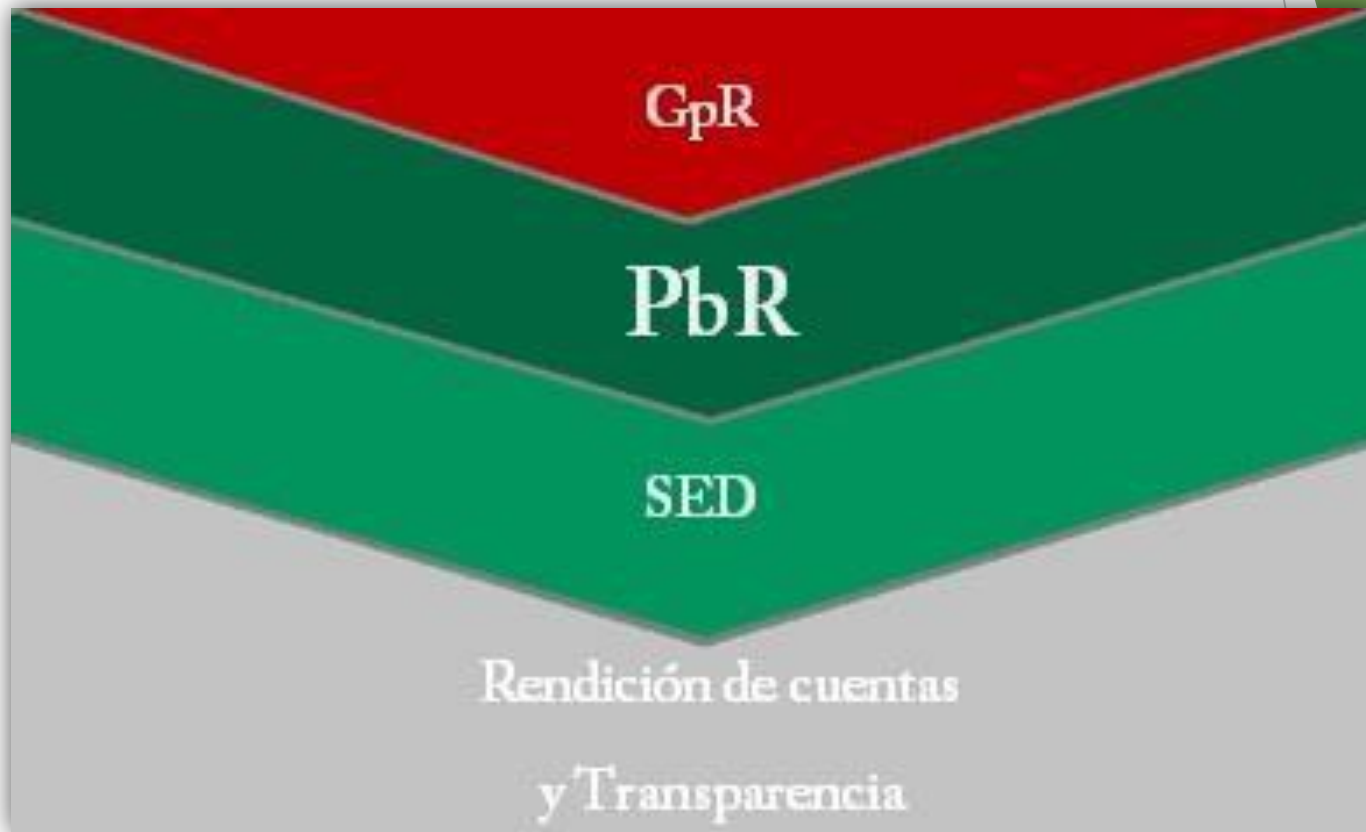 GpR
PbR
SED
Rendición de cuentas
y Transparencia